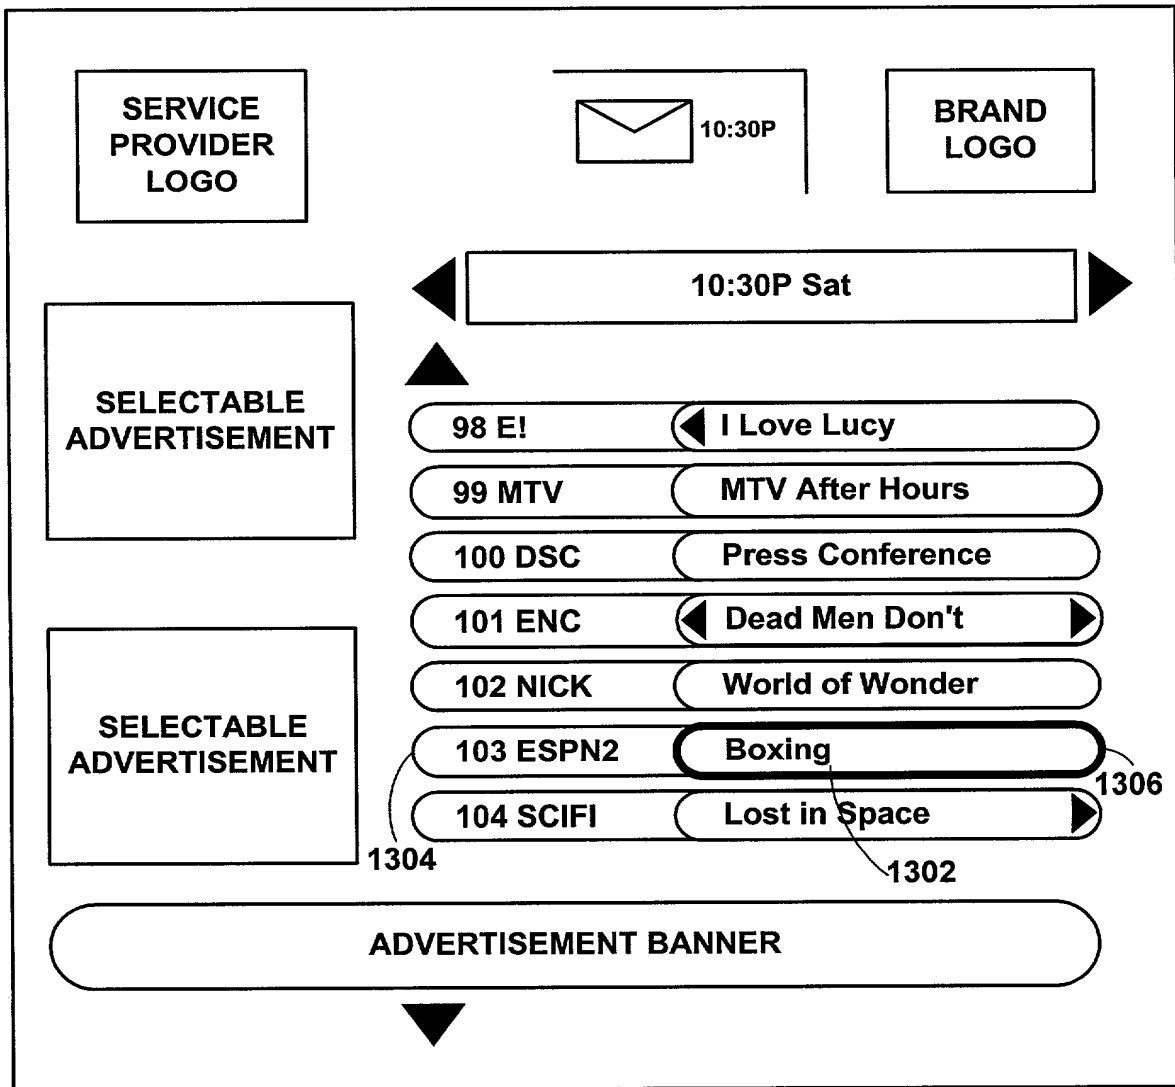 SERVICE
PROVIDER
LOGO
10:30P
BRAND
LOGO
10:30P Sat
SELECTABLE
ADVERTISEMENT
98 E! I Love Lucy
99 MTV MTV After Hours
100 DSC Press Conference
101 ENC Dead Men Don't
102 NICK World of Wonder
SELECTABLE
ADVERTISEMENT
103 ESPN2 Boxing
1306
104 SCIFI Lost in Space
1304
1302
ADVERTISEMENT BANNER